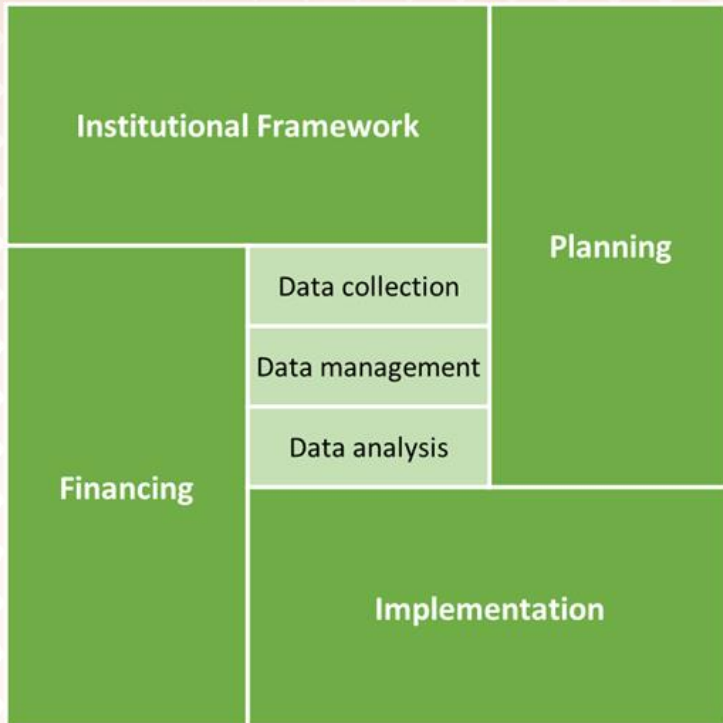 Institutional Framework
Planning
Data collection
Data management
Data analysis
Financing
Implementation